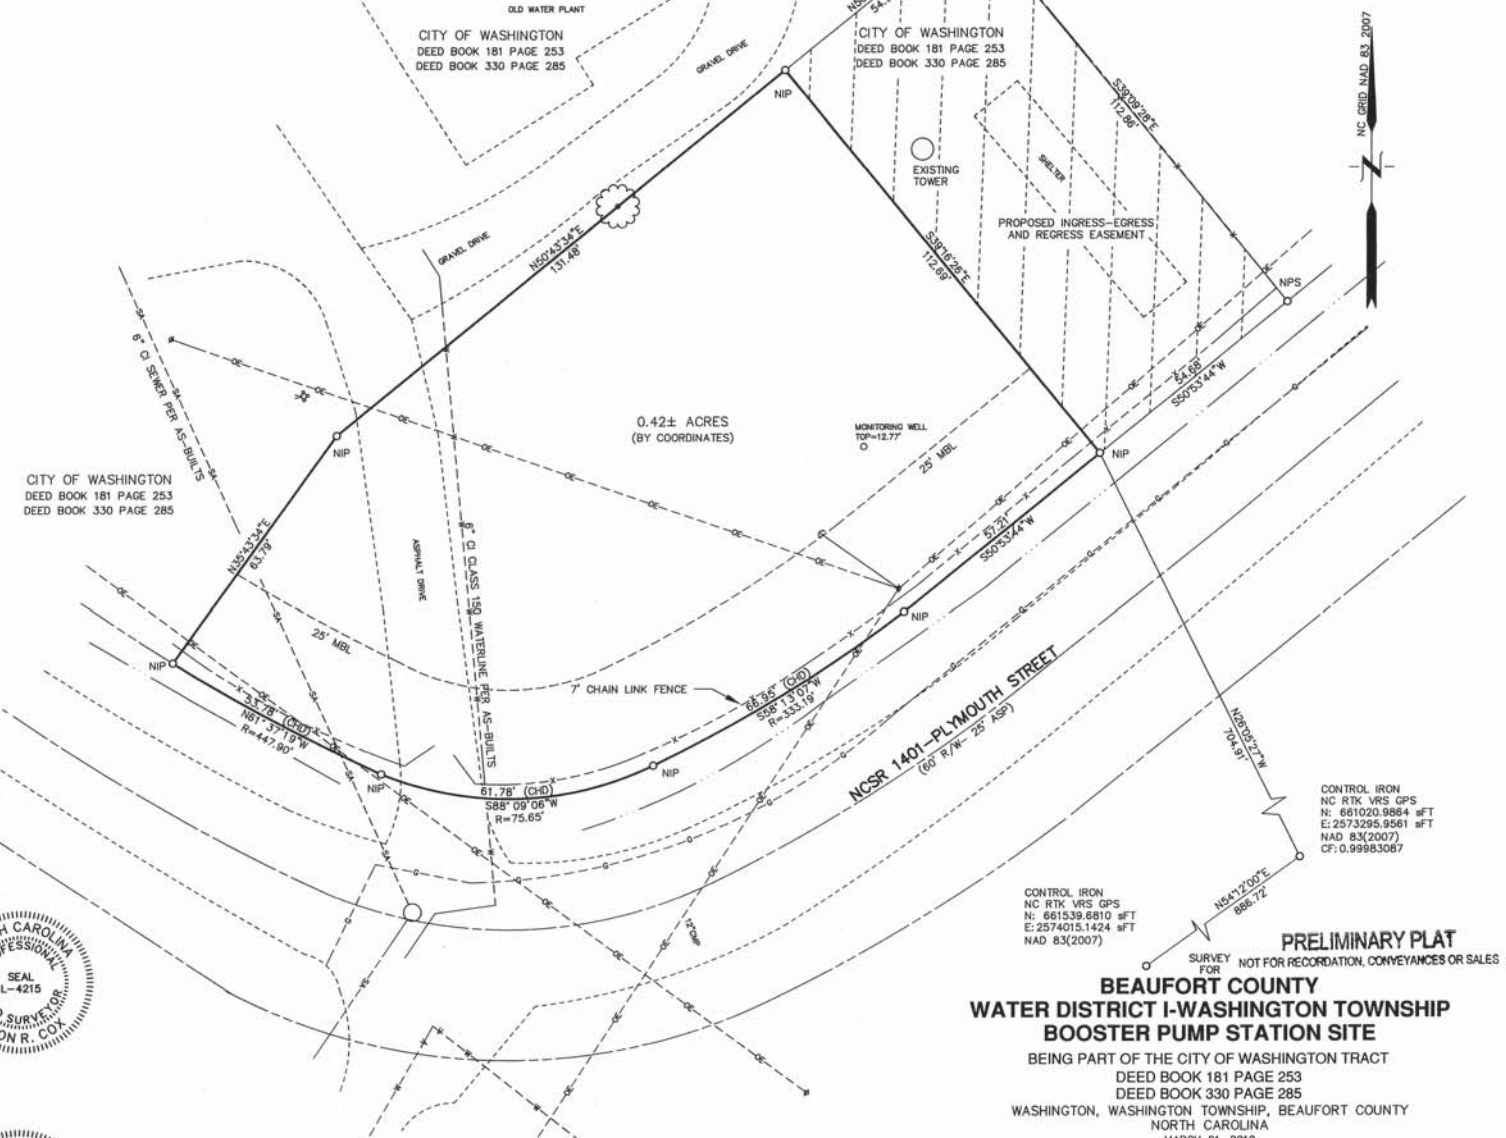 OLD WATER PLANT
CITY OF WASHINGTON
DEED BOOK 181 PAGE 253
DEED BOOK 330 PAGE 285
GRAVEL DRIVE
CITY OF WASHINGTON
DEED BOOK 181 PAGE 253
DEED BOOK 330 PAGE 285
NIP
S39°09'28"E
112.86'
NC GRID NAD 83 2007
N
EXISTING
TOWER
SHELTER
PROPOSED INGRESS-EGRESS
AND REGRESS EASEMENT
GRAVEL DRIVE
N50°43'34"E
131.48'
S39°16'26"E
112.69'
NPS
54.68'
S50°53'44"W
6" CI SEWER PER AS-BUILTS
0.42± ACRES
(BY COORDINATES)
MONITORING WELL
TOP=12.77'
25' MBL
NIP
NIP
CITY OF WASHINGTON
DEED BOOK 181 PAGE 253
DEED BOOK 330 PAGE 285
N35°43'34"E
63.79'
ASPHALT DRIVE
6" CI CLASS 150 WATERLINE PER AS-BUILTS
57.21'
S50°53'44"W
NIP
25' MBL
NIP
7' CHAIN LINK FENCE
66.95' (CHD)
S58°13'07"W
R=333.19'
53.78' (CHD)
N61°37'19"W
R=447.90'
NIP
NIP
61.78' (CHD)
S88°09'06"W
R=75.65'
NCSR 1401-PLYMOUTH STREET
(60' R/W- 25' ASP)
N26°05'27"W
704.91'
CONTROL IRON
NC RTK VRS GPS
N: 661020.9864 sFT
E: 2573295.9561 sFT
NAD 83(2007)
CF: 0.99983087
N54°12'00"E
886.72'
CONTROL IRON
NC RTK VRS GPS
N: 661539.6810 sFT
E: 2574015.1424 sFT
NAD 83(2007)
12"CMP
SEAL
L-4215
PRELIMINARY PLAT
NOT FOR RECORDATION, CONVEYANCES OR SALES
SURVEY
FOR
BEAUFORT COUNTY
WATER DISTRICT I-WASHINGTON TOWNSHIP
BOOSTER PUMP STATION SITE
BEING PART OF THE CITY OF WASHINGTON TRACT
DEED BOOK 181 PAGE 253
DEED BOOK 330 PAGE 285
WASHINGTON, WASHINGTON TOWNSHIP, BEAUFORT COUNTY
NORTH CAROLINA